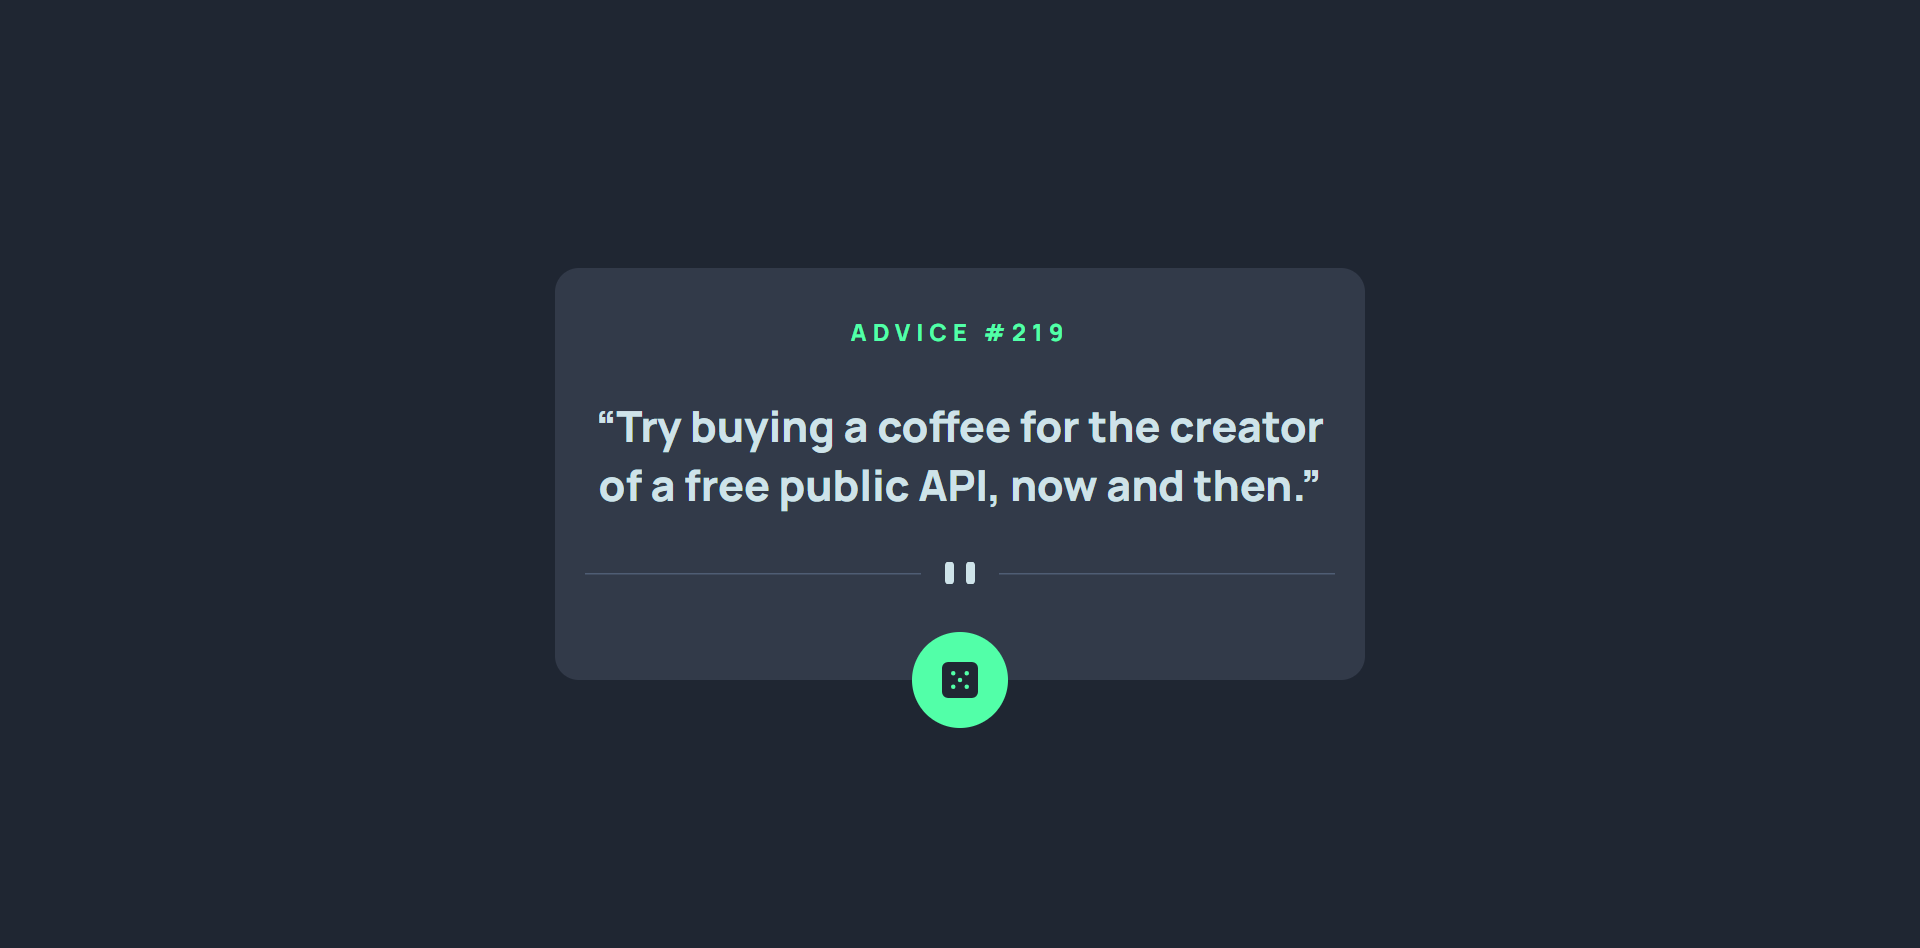 ADVICE #219
“Try buying a coffee for the creator
of a free public API, now and then.”